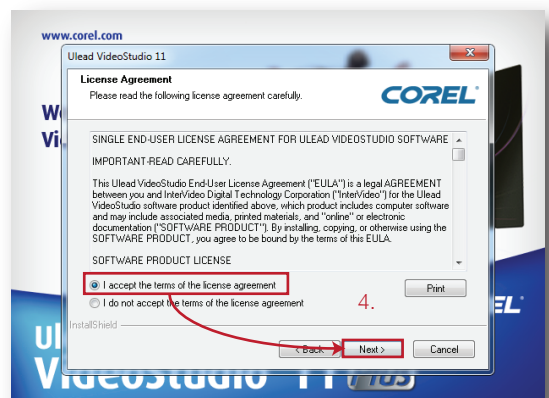 www.corel.com
Ulead VideoStudio 11
License Agreement
Please read the following license agreement carefully.
COREL
SINGLE END-USER LICENSE AGREEMENT FOR ULEAD VIDEOSTUDIO SOFTWARE
IMPORTANT-READ CAREFULLY.
This Ulead VideoStudio End-User License Agreement ("EULA") is a legal AGREEMENT
between you and InterVideo Digital Technology Corporation ("InterVideo") for the Ulead
VideoStudio software product identified above, which product includes computer software
and may include associated media, printed materials, and "online" or electronic
documentation ("SOFTWARE PRODUCT"). By installing, copying, or otherwise using the
SOFTWARE PRODUCT, you agree to be bound by the terms of this EULA.
SOFTWARE PRODUCT LICENSE
I accept the terms of the license agreement
Print
I do not accept the terms of the license agreement
4.
InstallShield
< Back Next > Cancel
VideoStudio 11 Plus